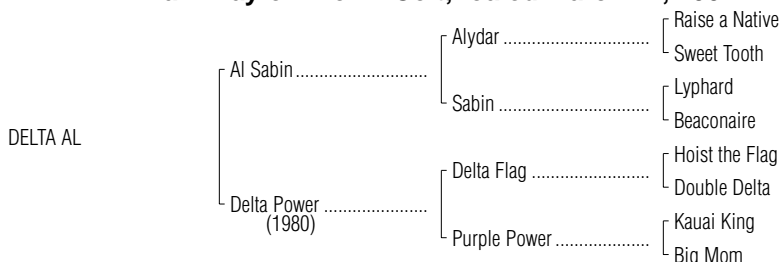 Raise a Native
Alydar ....................................
Sweet Tooth
Al Sabin ................................
Lyphard
Sabin .....................................
Beaconaire
DELTA AL
Hoist the Flag
Delta Flag .............................
Double Delta
Delta Power .........................
(1980)
Kauai King
Purple Power .......................
Big Mom